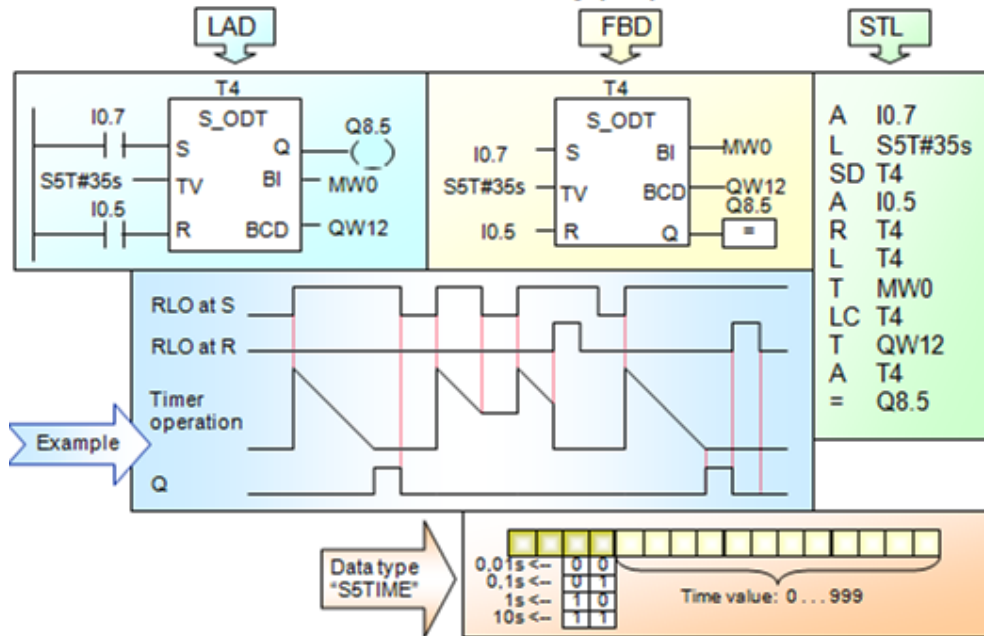 LAD
FBD
STL
T4
S_ODT
I0.7
S
Q
Q8.5
S5T#35s
TV
BI
MW0
I0.5
R
BCD
QW12
T4
S_ODT
I0.7
S
BI
MW0
S5T#35s
TV
BCD
QW12
Q8.5
I0.5
R
Q
=
A I0.7
L S5T#35s
SD T4
A I0.5
R T4
L T4
T MW0
LC T4
T QW12
A T4
= Q8.5
RLO at S
RLO at R
Timer
operation
Example
Q
Data type
"S5TIME"
0,01s <-- 0 0
0,1s <-- 0 1
1s <-- 1 0
10s <-- 1 1
Time value: 0 . . . 999